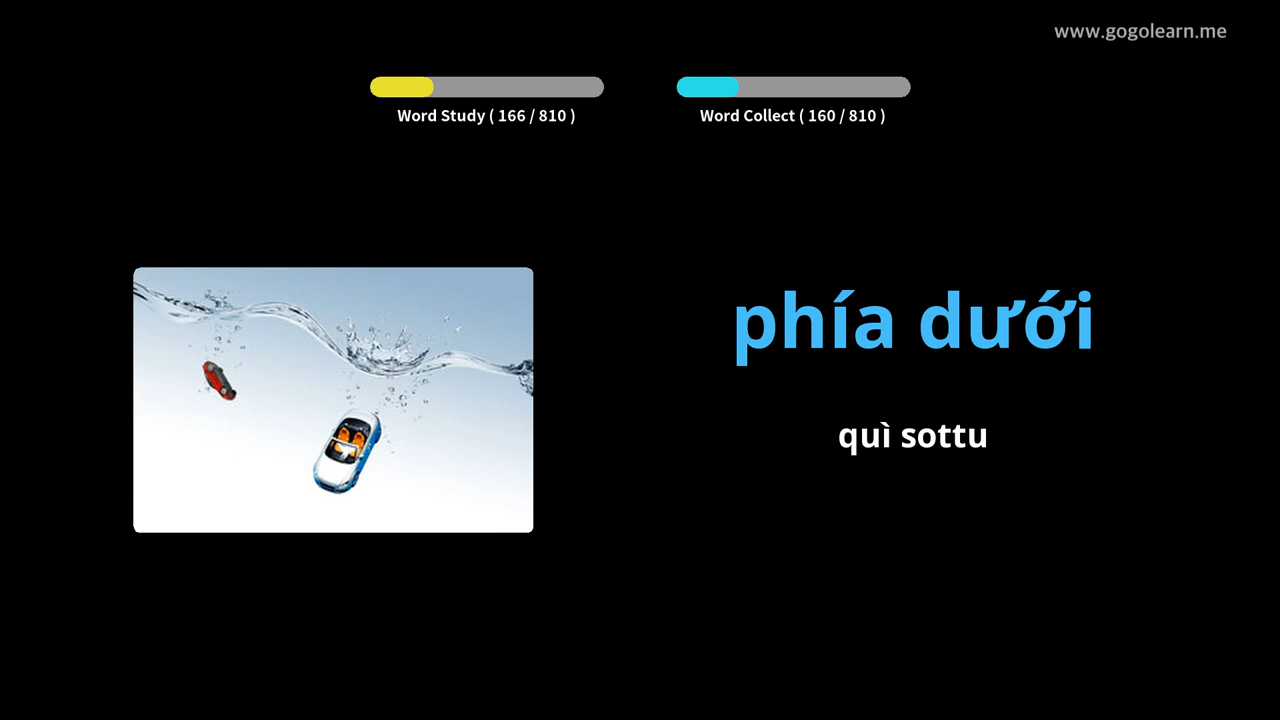 www.gogolearn.me
Word Study ( 166 / 810 )
Word Collect ( 160 / 810 )
phía dưới
quì sottu